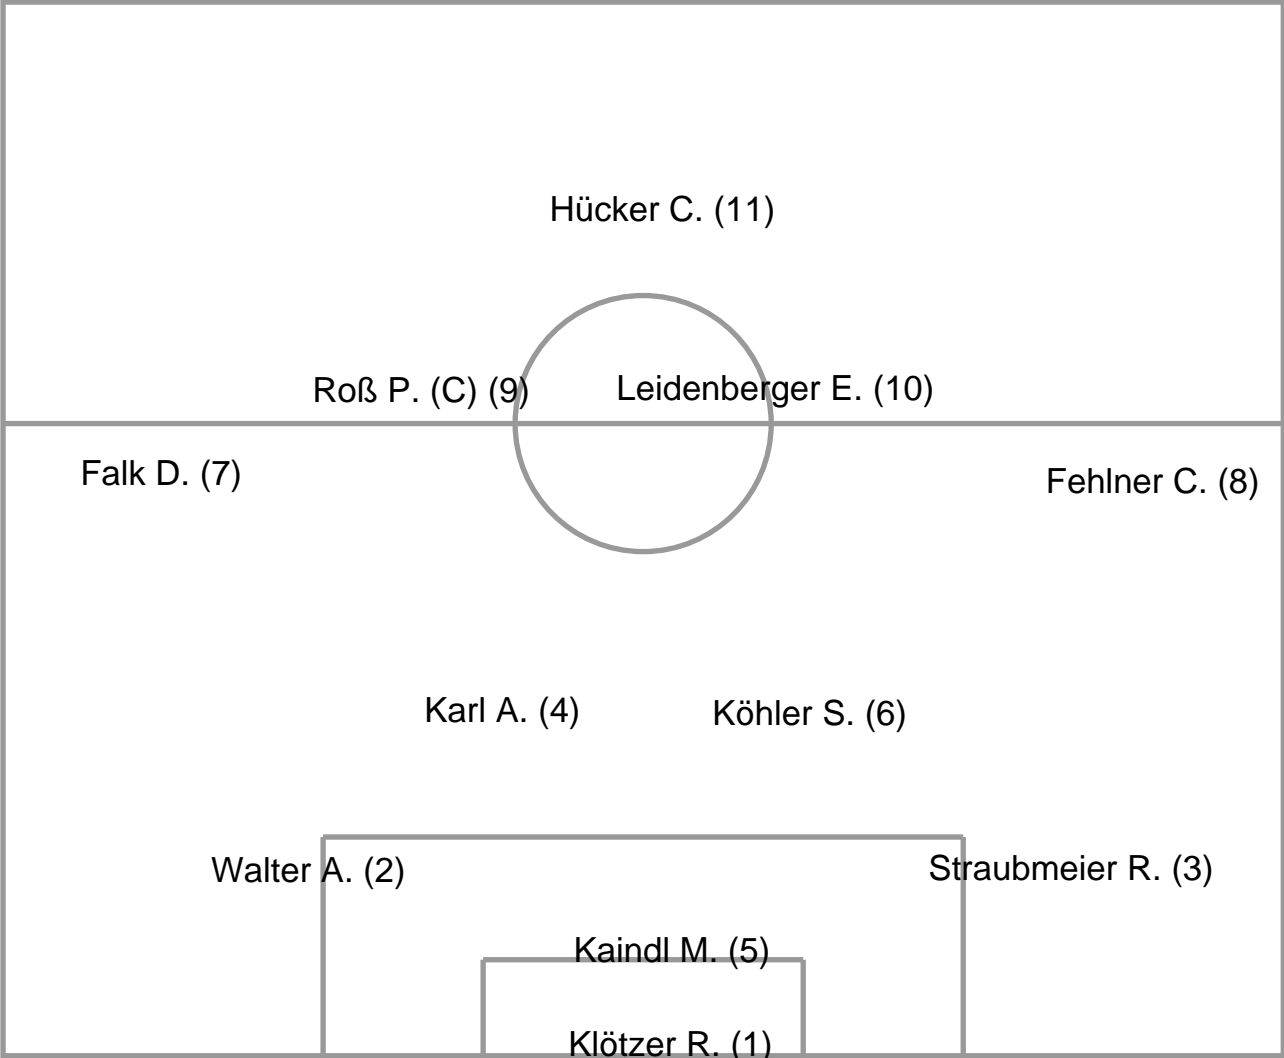 Hücker C. (11)
Roß P. (C) (9)
Leidenberger E. (10)
Falk D. (7)
Fehlner C. (8)
Karl A. (4)
Köhler S. (6)
Walter A. (2)
Straubmeier R. (3)
Kaindl M. (5)
Klötzer R. (1)